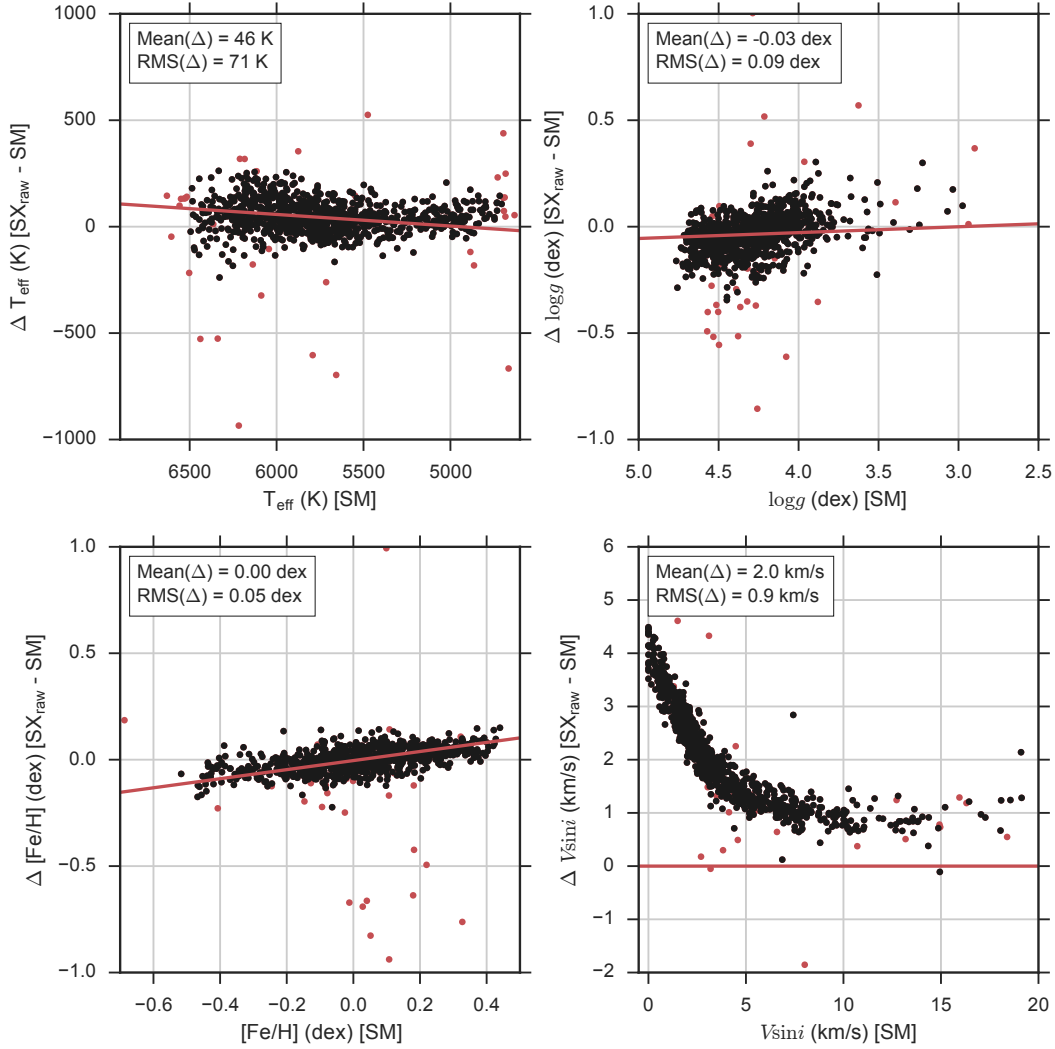 Mean(Δ) = 46 K
RMS(Δ) = 71 K
1000
500
0
−500
−1000
Δ T_eff (K) [SX_raw - SM]
6500 6000 5500 5000
T_eff (K) [SM]
Mean(Δ) = -0.03 dex
RMS(Δ) = 0.09 dex
1.0
0.5
0.0
−0.5
−1.0
Δ log g (dex) [SX_raw - SM]
5.0 4.5 4.0 3.5 3.0 2.5
log g (dex) [SM]
Mean(Δ) = 0.00 dex
RMS(Δ) = 0.05 dex
1.0
0.5
0.0
−0.5
−1.0
Δ [Fe/H] (dex) [SX_raw - SM]
−0.6 −0.4 −0.2 0.0 0.2 0.4
[Fe/H] (dex) [SM]
Mean(Δ) = 2.0 km/s
RMS(Δ) = 0.9 km/s
6
5
4
3
2
1
0
−1
−2
Δ Vsini (km/s) [SX_raw - SM]
0 5 10 15 20
Vsini (km/s) [SM]